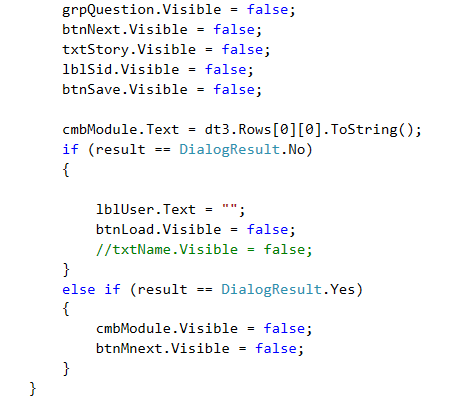 grpQuestion.Visible = false;
btnNext.Visible = false;
txtStory.Visible = false;
lblSid.Visible = false;
btnSave.Visible = false;
cmbModule.Text = dt3.Rows[0][0].ToString();
if (result == DialogResult.No)
{
lblUser.Text = "";
btnLoad.Visible = false;
//txtName.Visible = false;
}
else if (result == DialogResult.Yes)
{
cmbModule.Visible = false;
btnMnext.Visible = false;
}
}